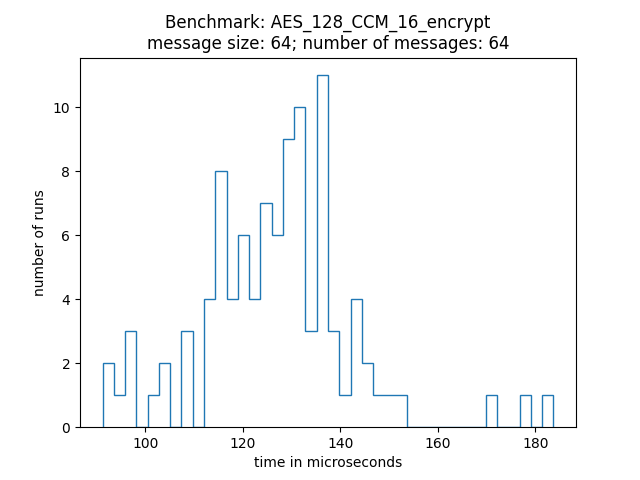 Benchmark: AES_128_CCM_16_encrypt
message size: 64; number of messages: 64
10
8
6
4
2
0
number of runs
100 120 140 160 180
time in microseconds